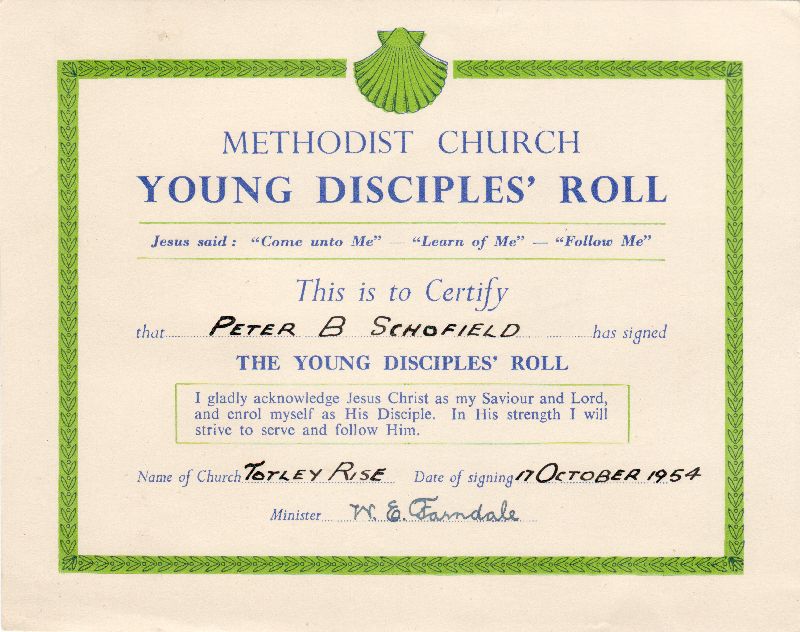 METHODIST CHURCH
YOUNG DISCIPLES' ROLL
Jesus said : "Come unto Me" — "Learn of Me" — "Follow Me"
This is to Certify
that PETER B SCHOFIELD has signed
THE YOUNG DISCIPLES' ROLL
I gladly acknowledge Jesus Christ as my Saviour and Lord,
and enrol myself as His Disciple. In His strength I will
strive to serve and follow Him.
Name of Church TOTLEY RISE Date of signing 17 OCTOBER 1954
Minister W. E. Farndale